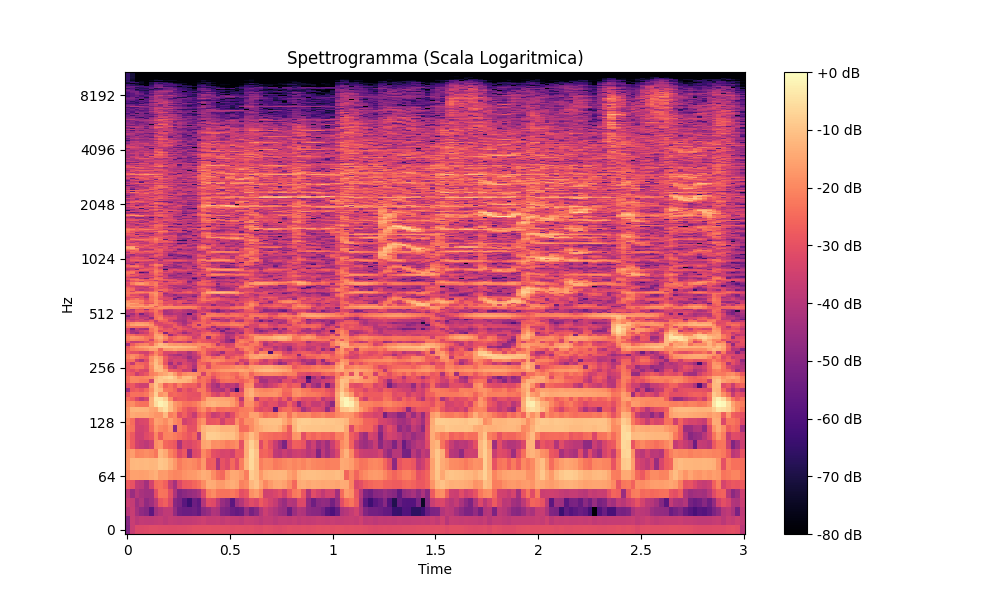 Spettrogramma (Scala Logaritmica)
Hz
8192
4096
2048
1024
512
256
128
64
0
0
0.5
1
1.5
2
2.5
3
Time
+0 dB
-10 dB
-20 dB
-30 dB
-40 dB
-50 dB
-60 dB
-70 dB
-80 dB